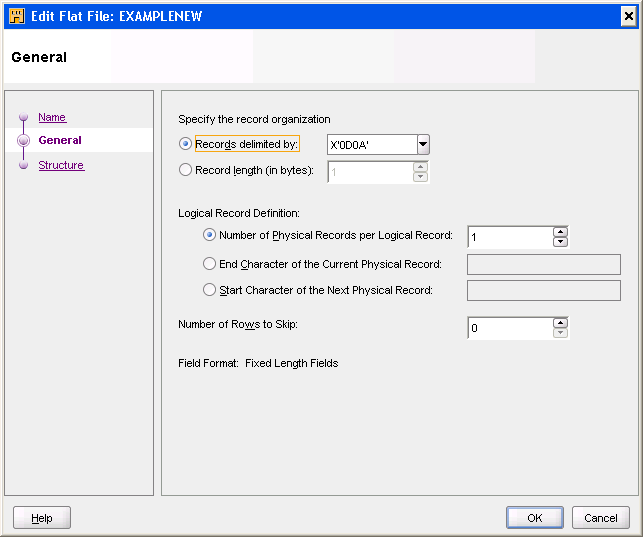 Edit Flat File: EXAMPLENEW
General
Name
General
Structure
Specify the record organization
Records delimited by: X'0D0A'
Record length (in bytes): 1
Logical Record Definition:
Number of Physical Records per Logical Record: 1
End Character of the Current Physical Record:
Start Character of the Next Physical Record:
Number of Rows to Skip: 0
Field Format: Fixed Length Fields
Help OK Cancel